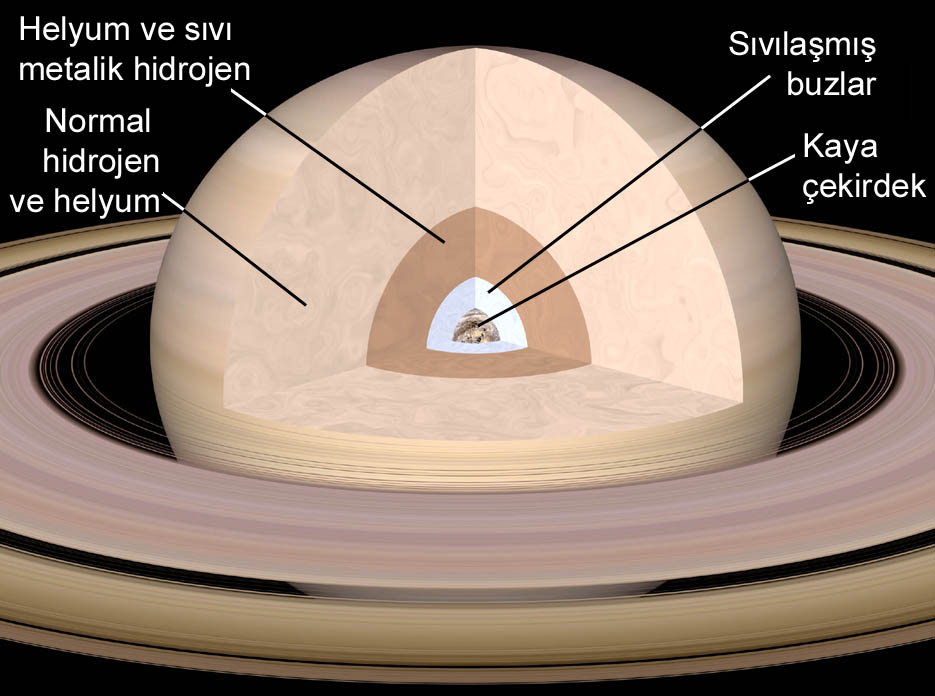 Helyum ve sıvı
metalik hidrojen
Normal
hidrojen
ve helyum
Sıvılaşmış
buzlar
Kaya
çekirdek